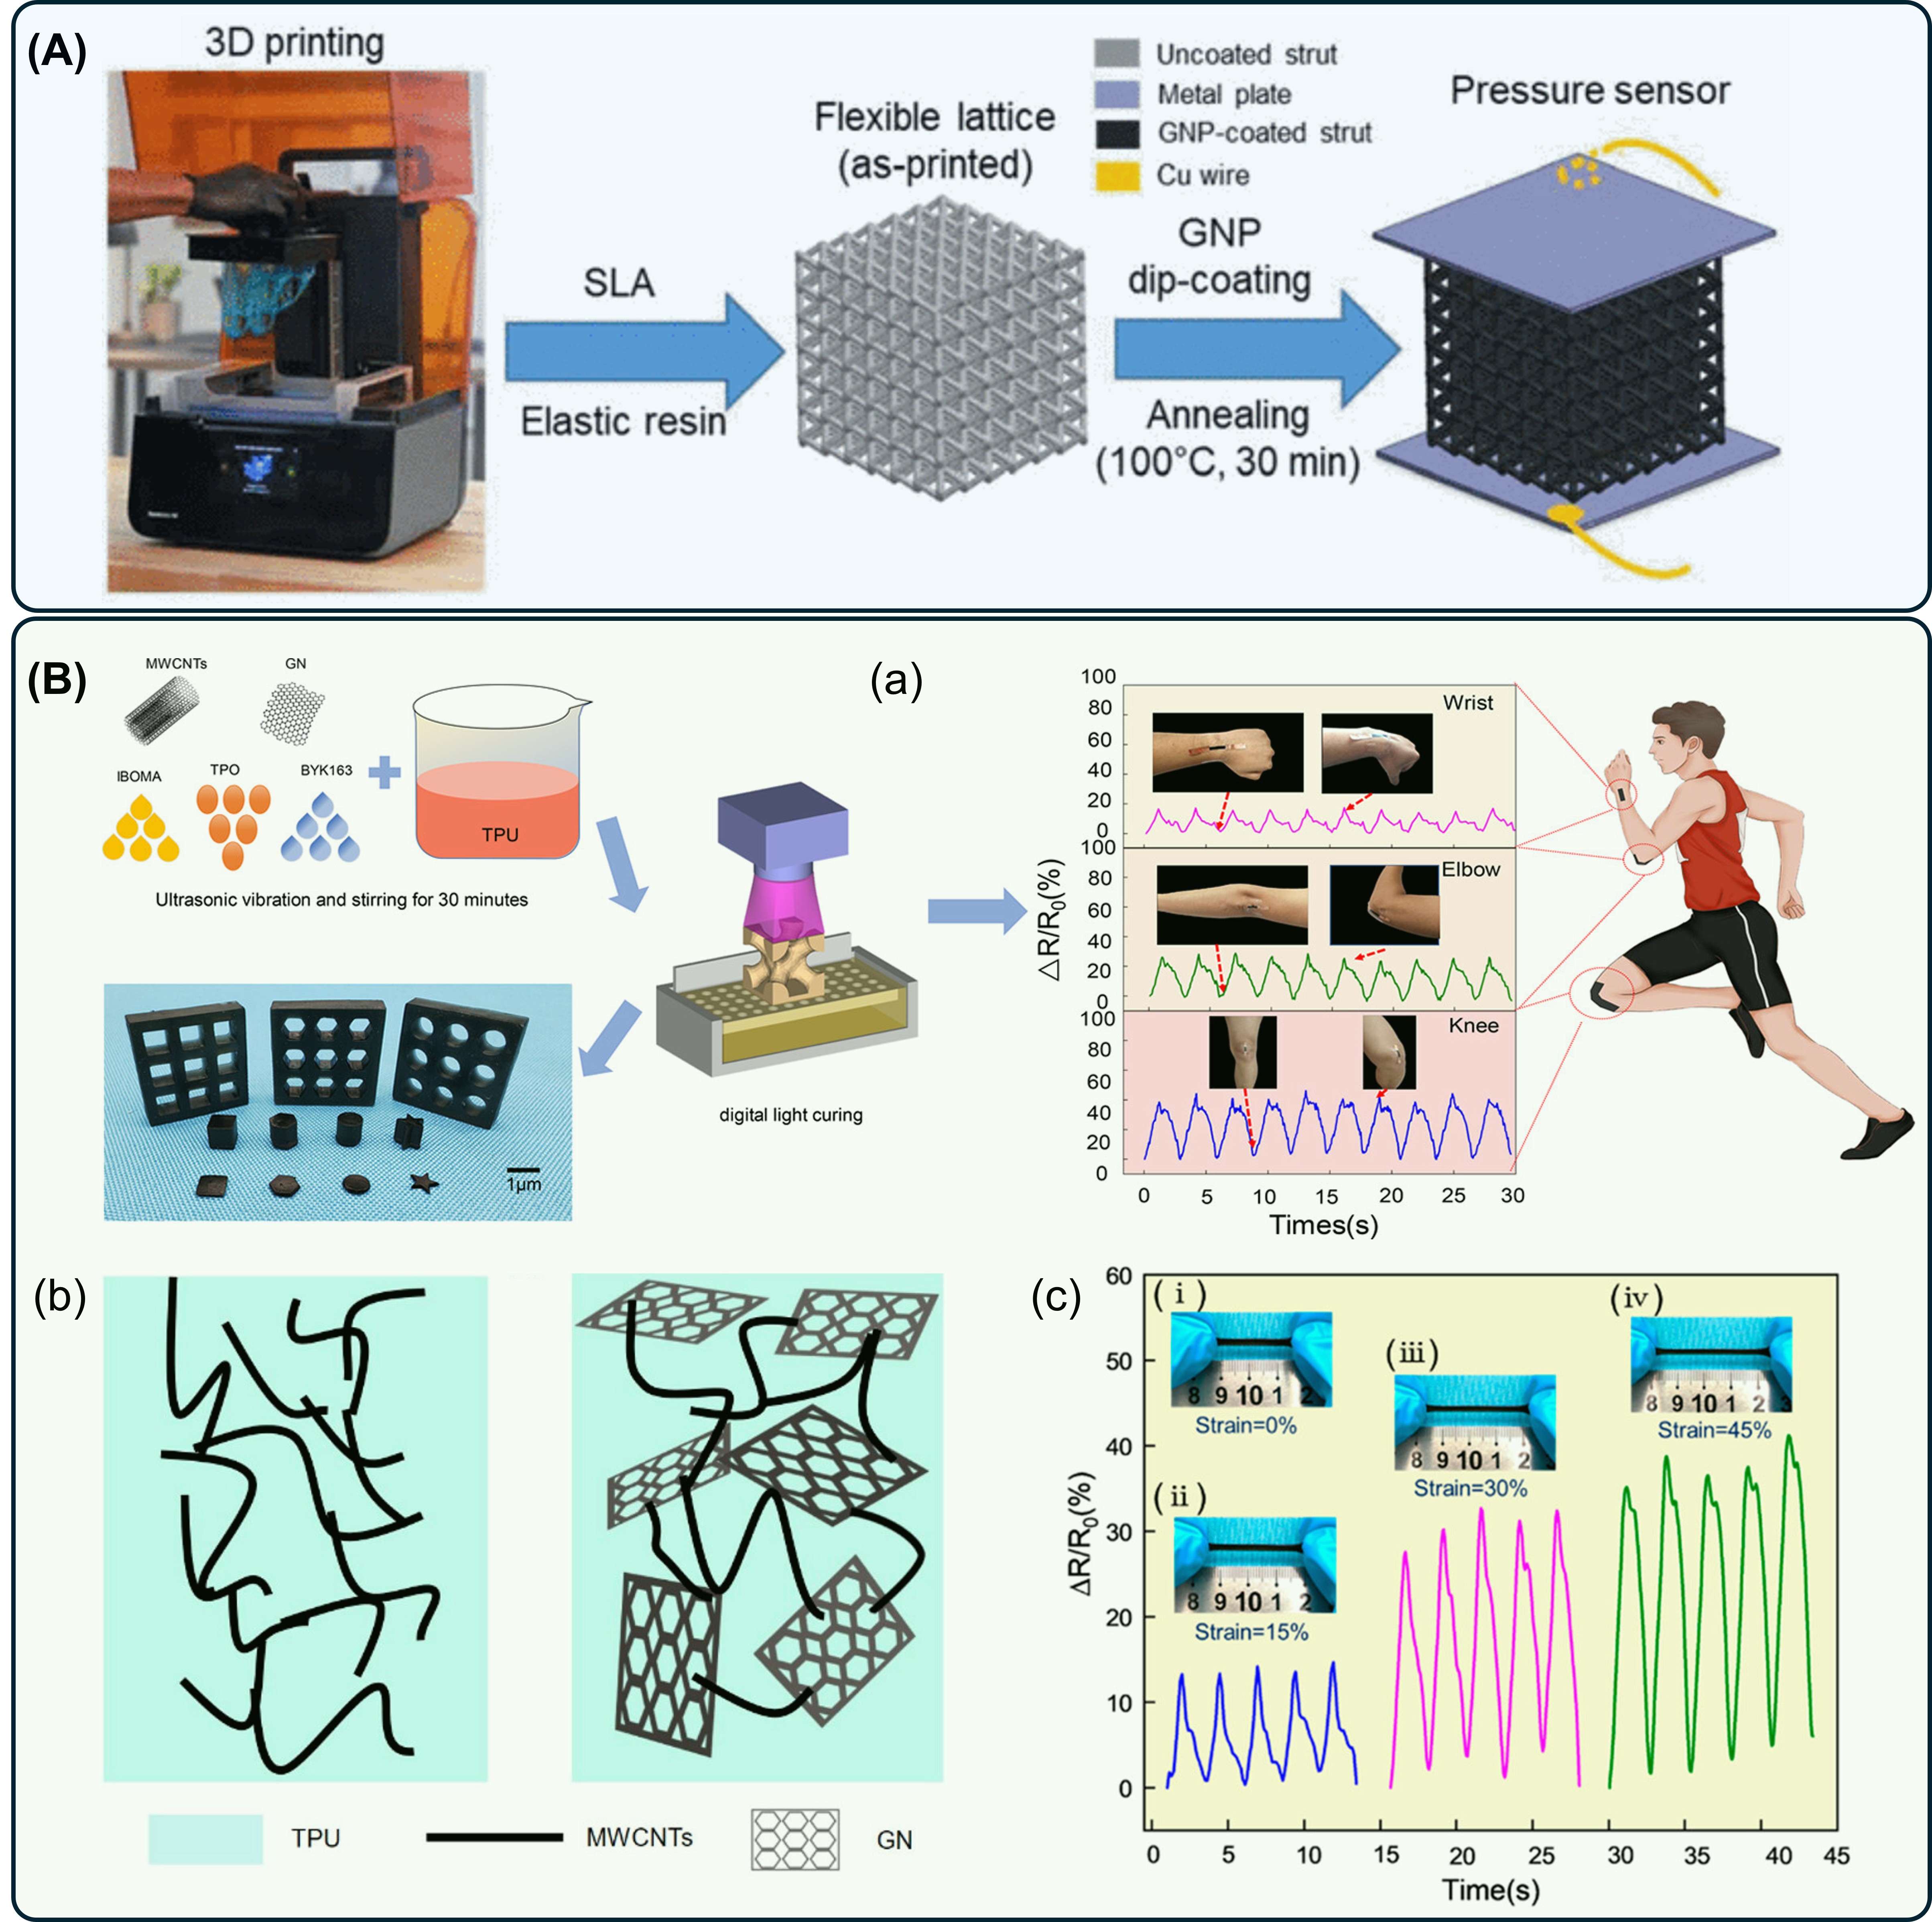 (A)
3D printing
SLA
Elastic resin
Flexible lattice
(as-printed)
Uncoated strut
Metal plate
GNP-coated strut
Cu wire
GNP
dip-coating
Annealing
(100°C, 30 min)
Pressure sensor
(B)
MWCNTs
GN
IBOMA
TPO
BYK163
TPU
Ultrasonic vibration and stirring for 30 minutes
digital light curing
1μm
(a)
△R/R0(%)
100
80
60
40
20
0
Wrist
100
80
60
40
20
0
Elbow
100
80
60
40
20
0
Knee
0 5 10 15 20 25 30
Times(s)
(b)
TPU
MWCNTs
GN
(c)
ΔR/R0(%)
60
50
40
30
20
10
0
(i)
8 9 10 1 2
Strain=0%
(ii)
8 9 10 1 2
Strain=15%
(iii)
8 9 10 1 2
Strain=30%
(iv)
8 9 10 1 2 3
Strain=45%
0 5 10 15 20 25 30 35 40 45
Time(s)